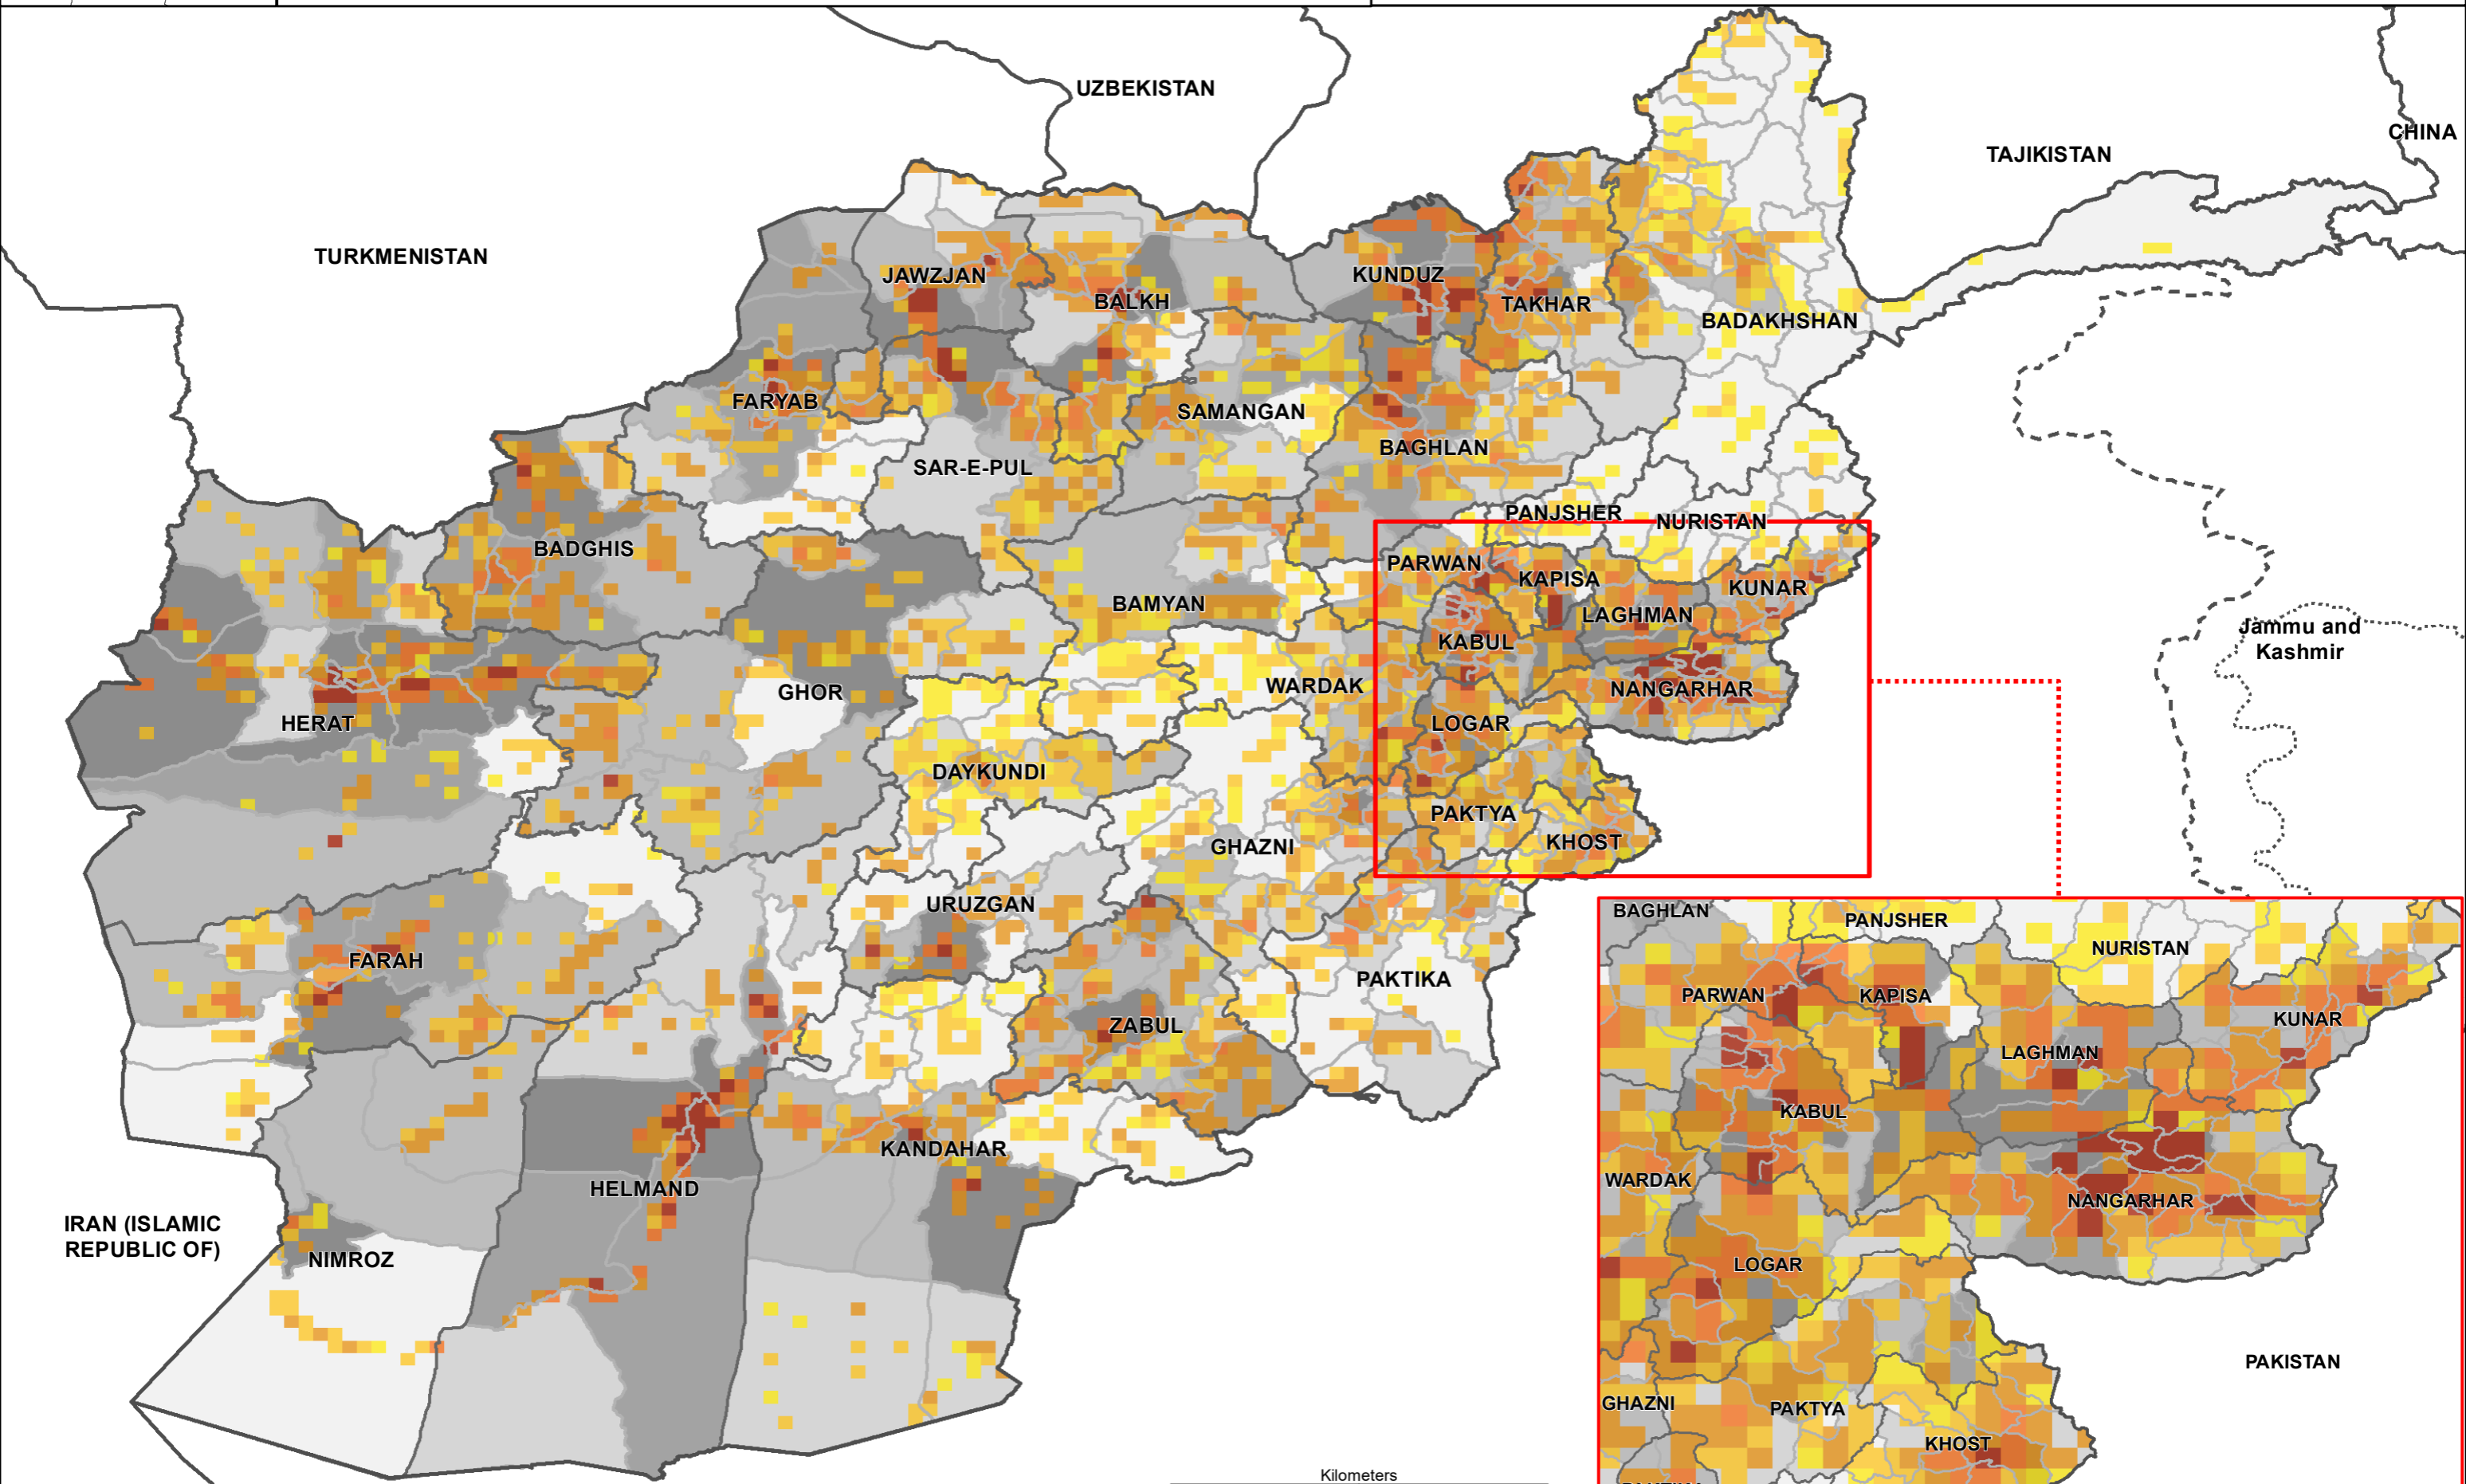 UZBEKISTAN
CHINA
TAJIKISTAN
TURKMENISTAN
JAWZJAN
KUNDUZ
BALKH
TAKHAR
BADAKHSHAN
FARYAB
SAMANGAN
BAGHLAN
SAR-E-PUL
PANJSHER
NURISTAN
BADGHIS
PARWAN
KAPISA
KUNAR
BAMYAN
LAGHMAN
KABUL
Jammu and
Kashmir
WARDAK
GHOR
NANGARHAR
HERAT
LOGAR
DAYKUNDI
PAKTYA
KHOST
GHAZNI
URUZGAN
FARAH
PAKTIKA
ZABUL
KANDAHAR
HELMAND
IRAN (ISLAMIC
REPUBLIC OF)
NIMROZ
BAGHLAN
PANJSHER
NURISTAN
PARWAN
KAPISA
KUNAR
LAGHMAN
KABUL
WARDAK
NANGARHAR
LOGAR
PAKISTAN
GHAZNI
PAKTYA
KHOST
Kilometers